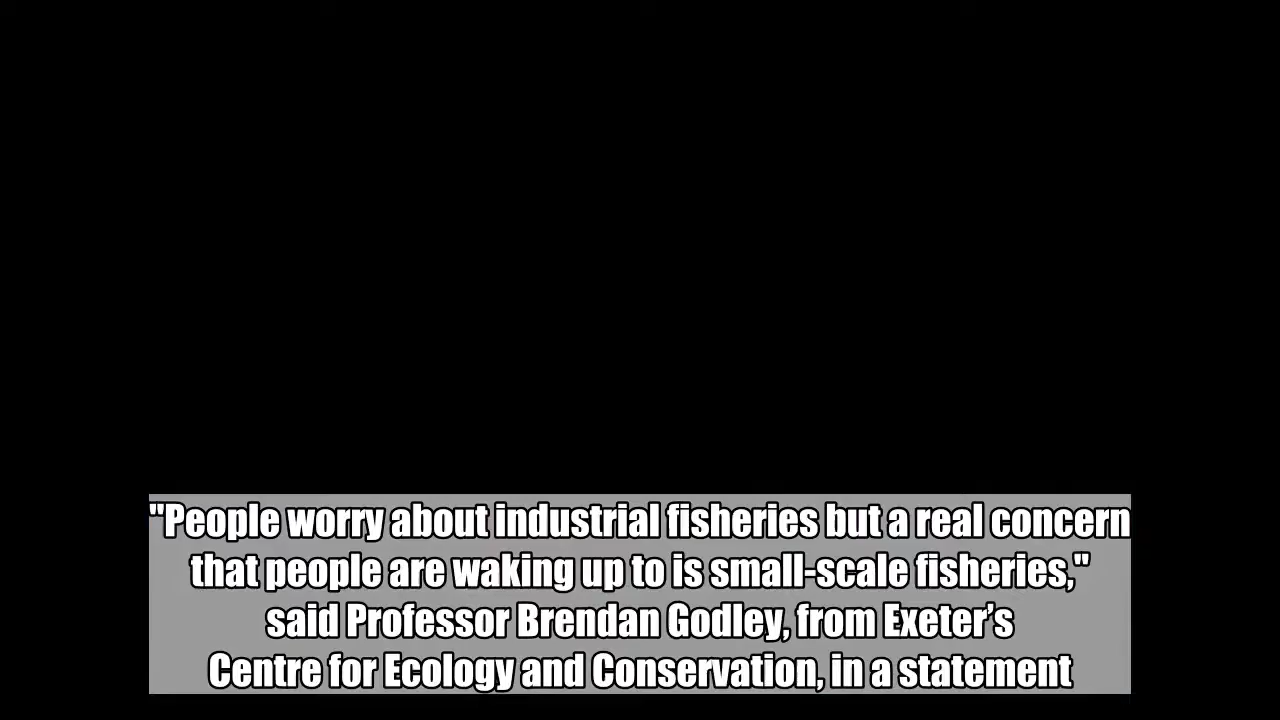 "People worry about industrial fisheries but a real concern
that people are waking up to is small-scale fisheries,"
said Professor Brendan Godley, from Exeter’s
Centre for Ecology and Conservation, in a statement